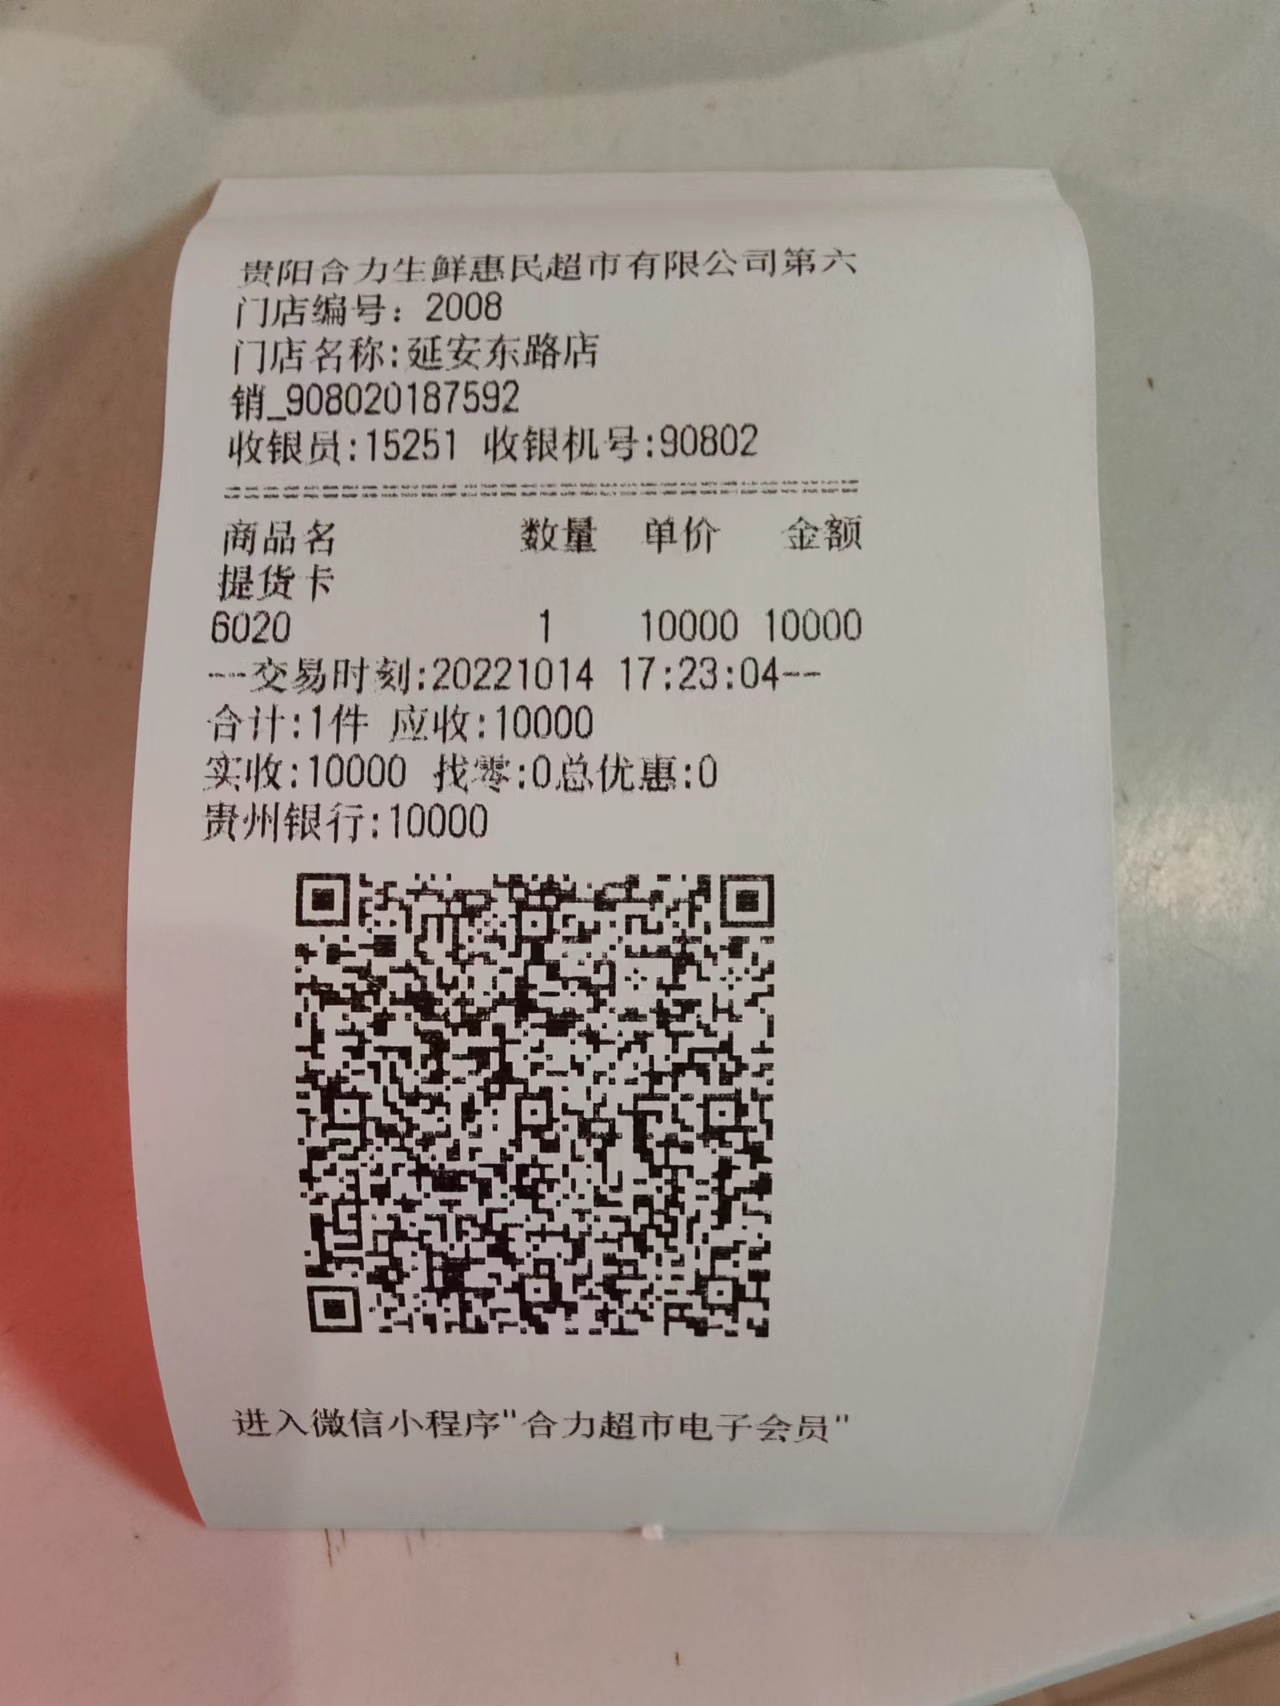 贵阳合力生鲜惠民超市有限公司第六
门店编号：2008
门店名称:延安东路店
销_908020187592
收银员:15251 收银机号:90802
商品名 数量 单价 金额
提货卡
6020 1 10000 10000
--交易时刻:20221014 17:23:04--
合计:1件 应收:10000
实收:10000 找零:0总优惠:0
贵州银行:10000
进入微信小程序"合力超市电子会员"